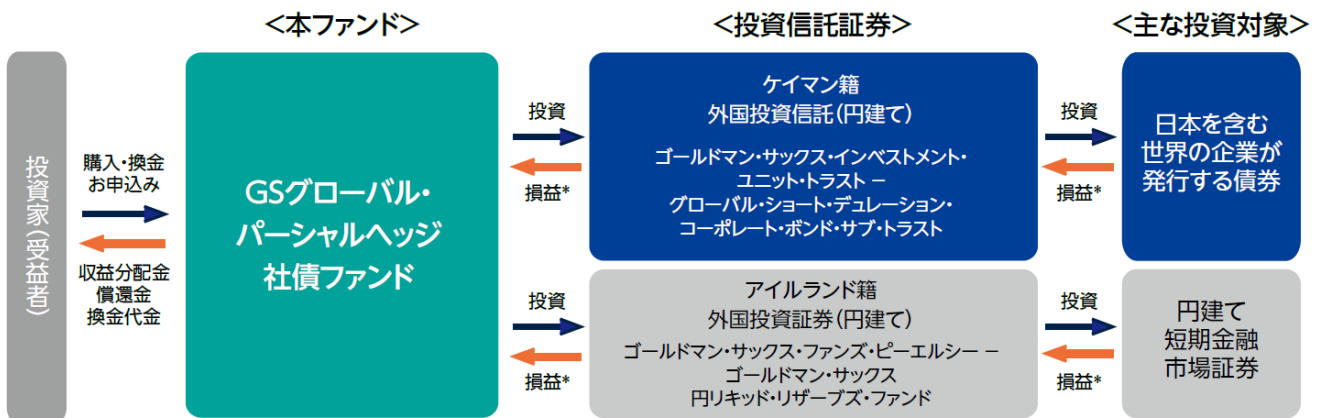 <本ファンド>
<投資信託証券>
<主な投資対象>
投資家(受益者)
購入・換金
お申込み
収益分配金
償還金
換金代金
GSグローバル・
パーシャルヘッジ
社債ファンド
投資
損益*
ケイマン籍
外国投資信託(円建て)
ゴールドマン・サックス・インベストメント・
ユニット・トラスト －
グローバル・ショート・デュレーション・
コーポレート・ボンド・サブ・トラスト
投資
損益*
日本を含む
世界の企業が
発行する債券
投資
損益*
アイルランド籍
外国投資証券(円建て)
ゴールドマン・サックス・ファンズ・ピーエルシー －
ゴールドマン・サックス
円リキッド・リザーブズ・ファンド
投資
損益*
円建て
短期金融
市場証券